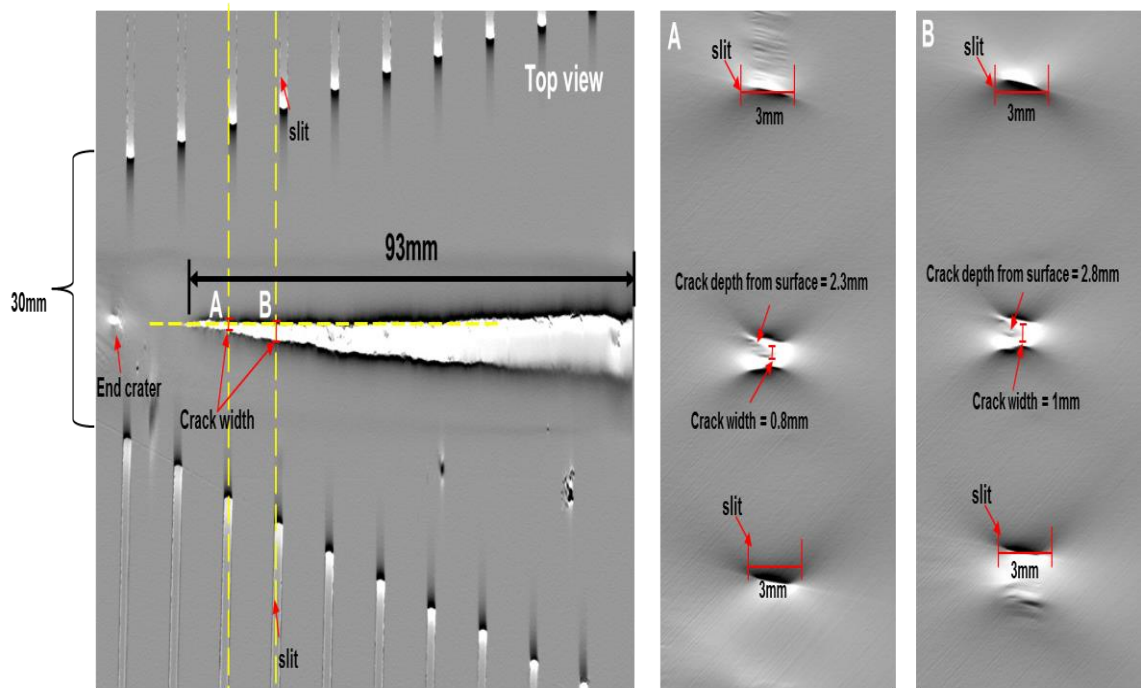 Top view
slit
93mm
30mm
A
B
End crater
Crack width
slit
A
slit
3mm
Crack depth from surface = 2.3mm
Crack width = 0.8mm
slit
3mm
B
slit
3mm
Crack depth from surface = 2.8mm
Crack width = 1mm
slit
3mm